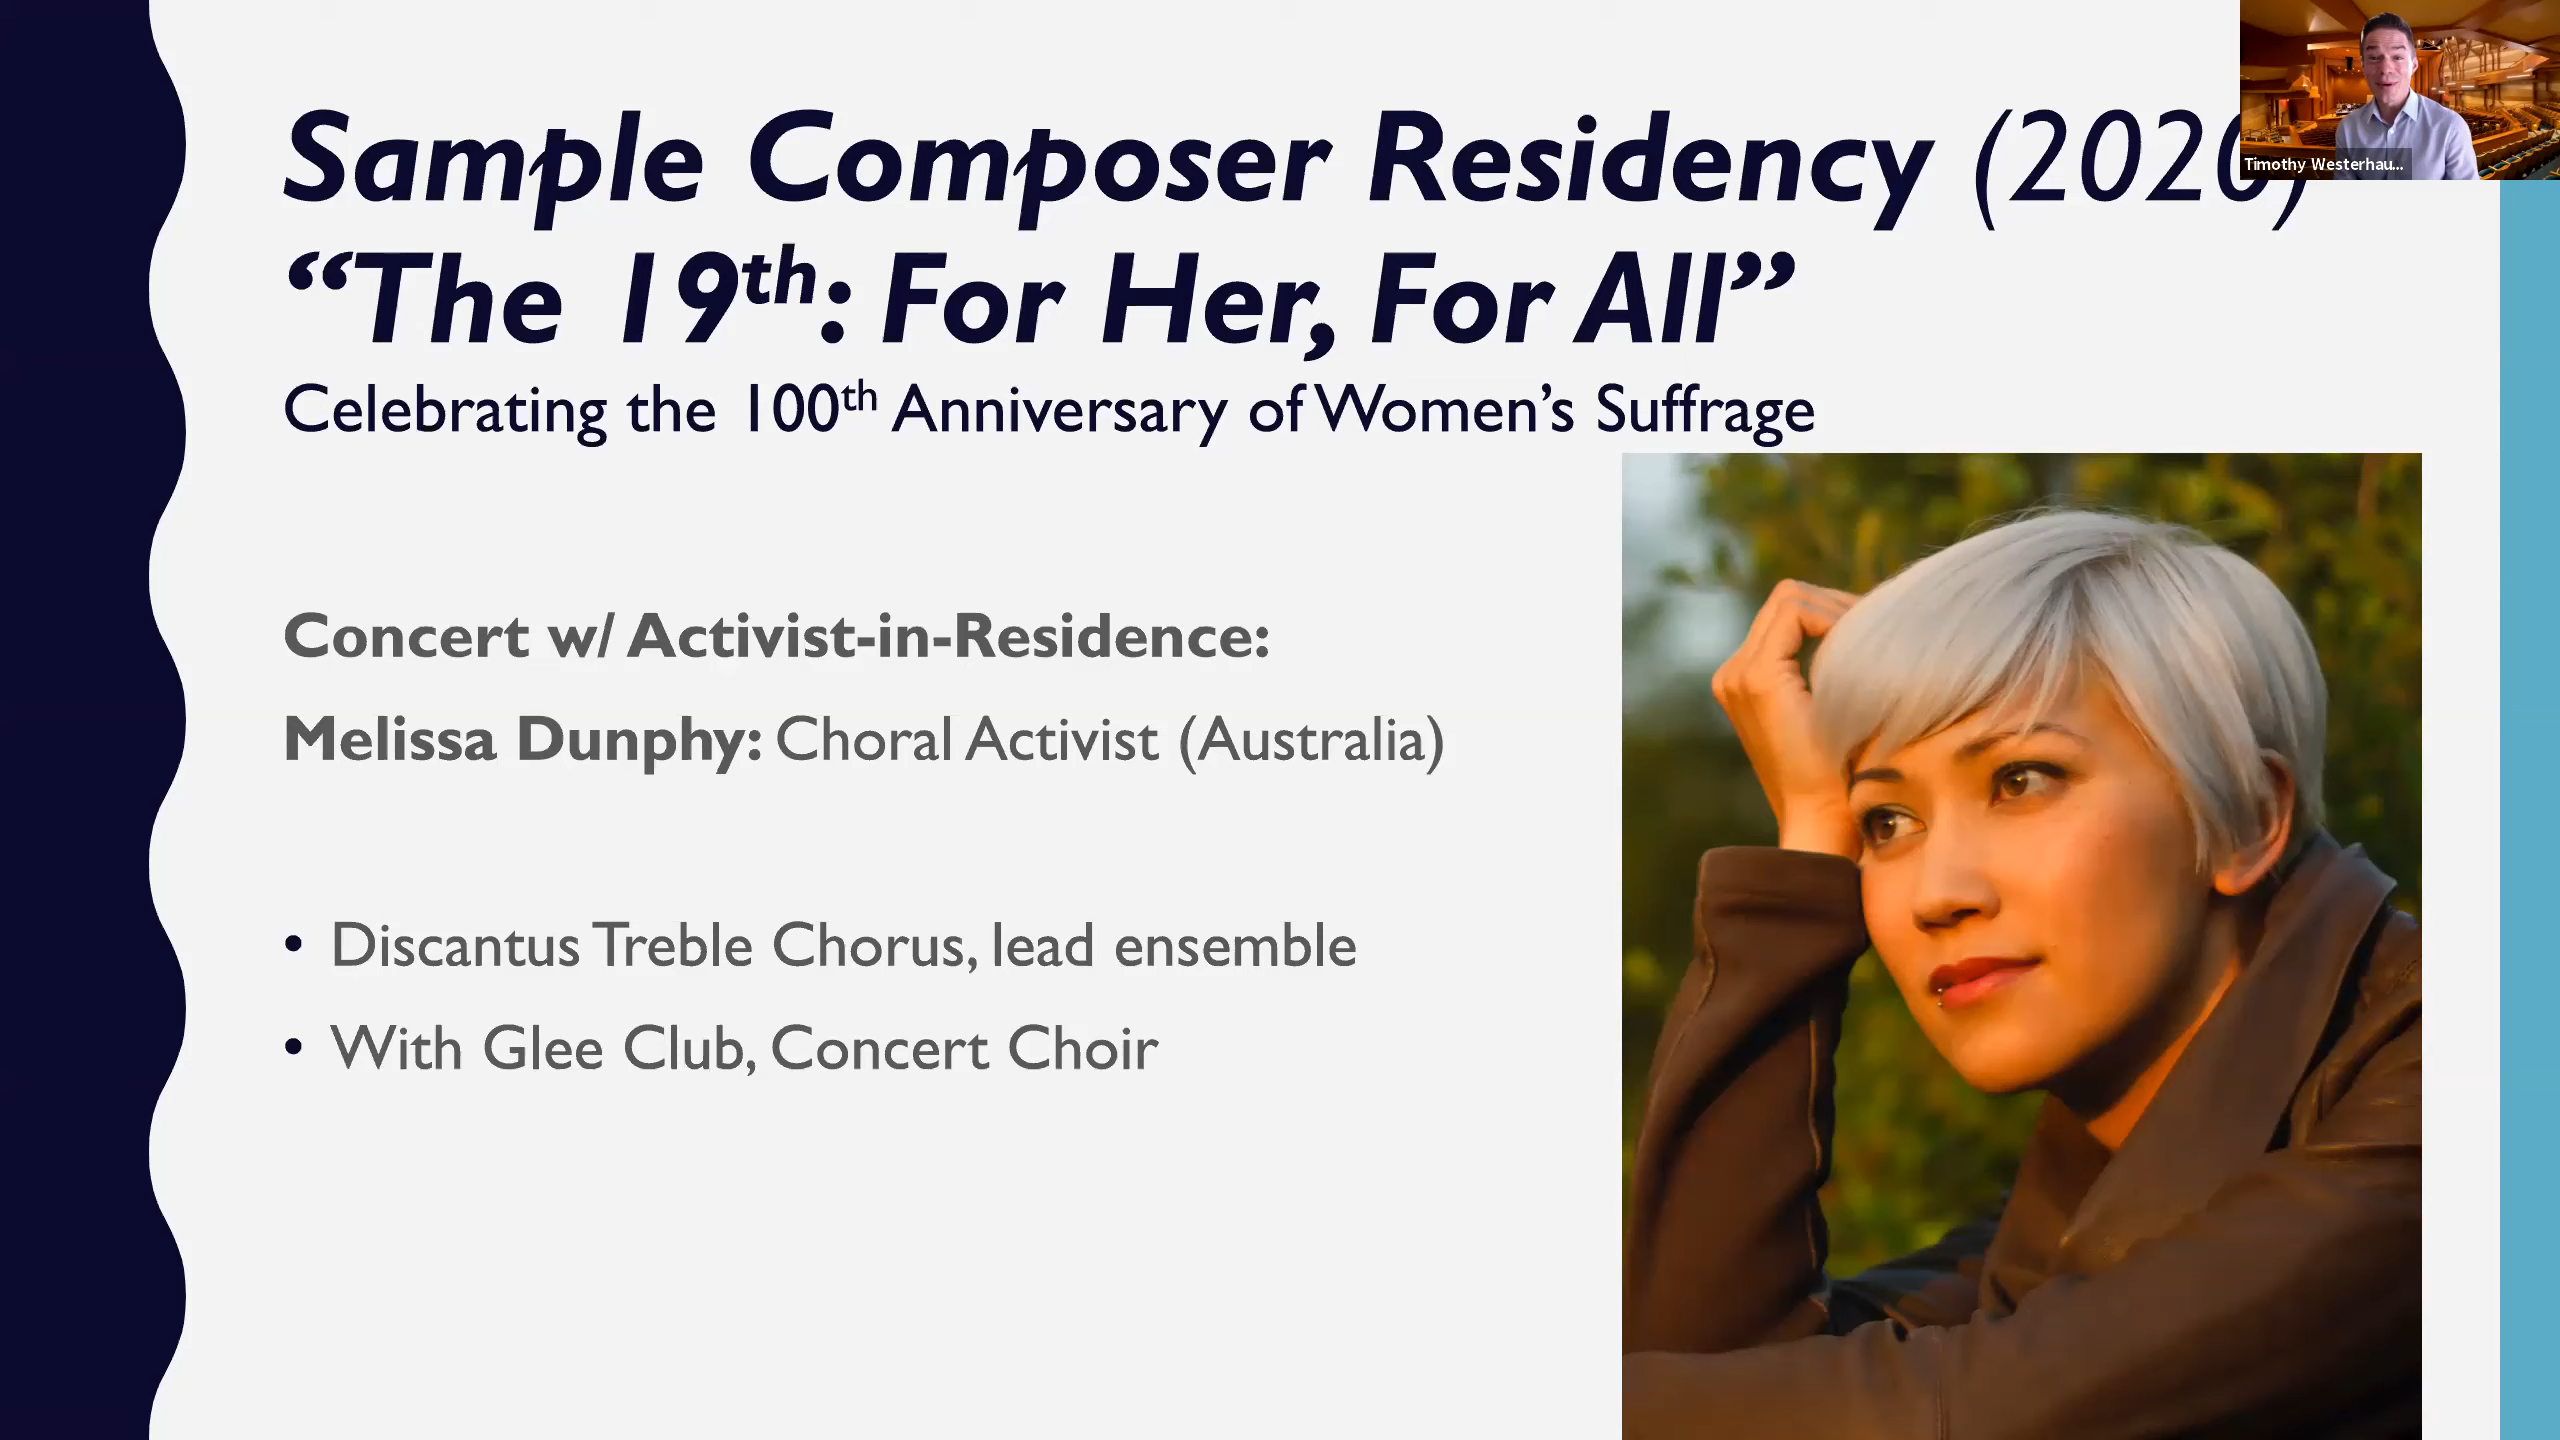 Sample Composer Residency (2020)
“The 19th: For Her, For All”
Celebrating the 100th Anniversary of Women’s Suffrage
Timothy Westerhau...
Concert w/ Activist-in-Residence:
Melissa Dunphy: Choral Activist (Australia)
• Discantus Treble Chorus, lead ensemble
• With Glee Club, Concert Choir